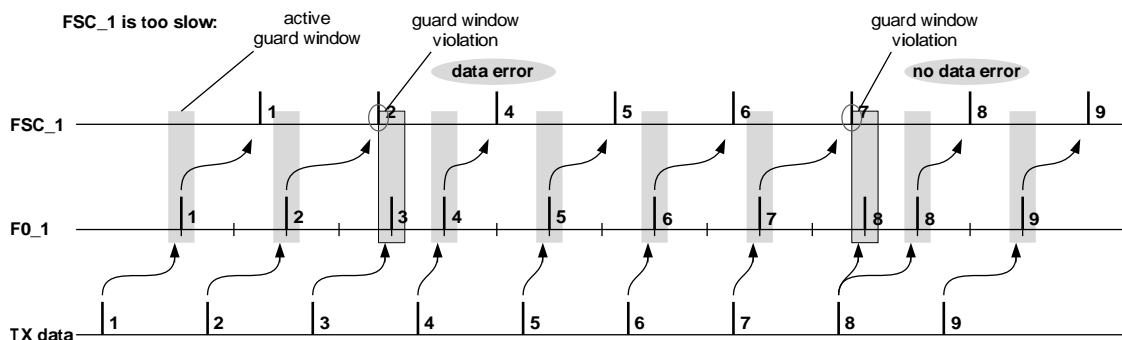 FSC_1 is too slow:
active
guard window
guard window
violation
data error
guard window
violation
no data error
FSC_1
1
2
4
5
6
7
8
9
F0_1
1
2
3
4
5
6
7
8
8
9
TX data
1
2
3
4
5
6
7
8
9